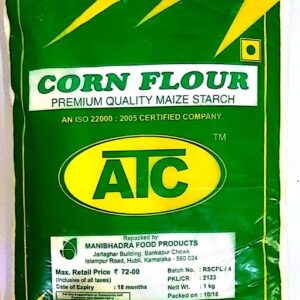 CORN FLOUR
PREMIUM QUALITY MAIZE STARCH
AN ISO 22000 : 2005 CERTIFIED COMPANY
ATC TM
Repacked by:
MANIBHADRA FOOD PRODUCTS
Jartaghar Building, Bankapur Chowk
Islampur Road, Hubli, Karnataka - 580 024
Max. Retail Price ₹ 72-00
(Inclusive of all taxes)
Date of Expiry : 18 months
Batch No. : RSCFL / 4
PKL/CR : 2123
Net Wt. : 1 kg
Packed on : 10/18